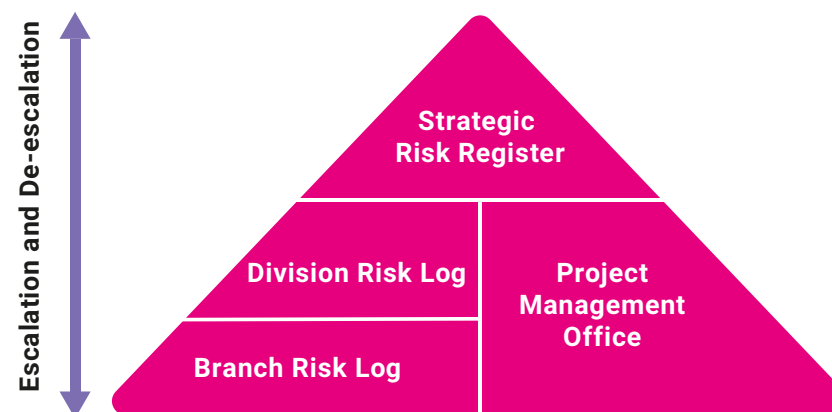 Escalation and De-escalation
Strategic
Risk Register
Division Risk Log
Project
Management
Office
Branch Risk Log